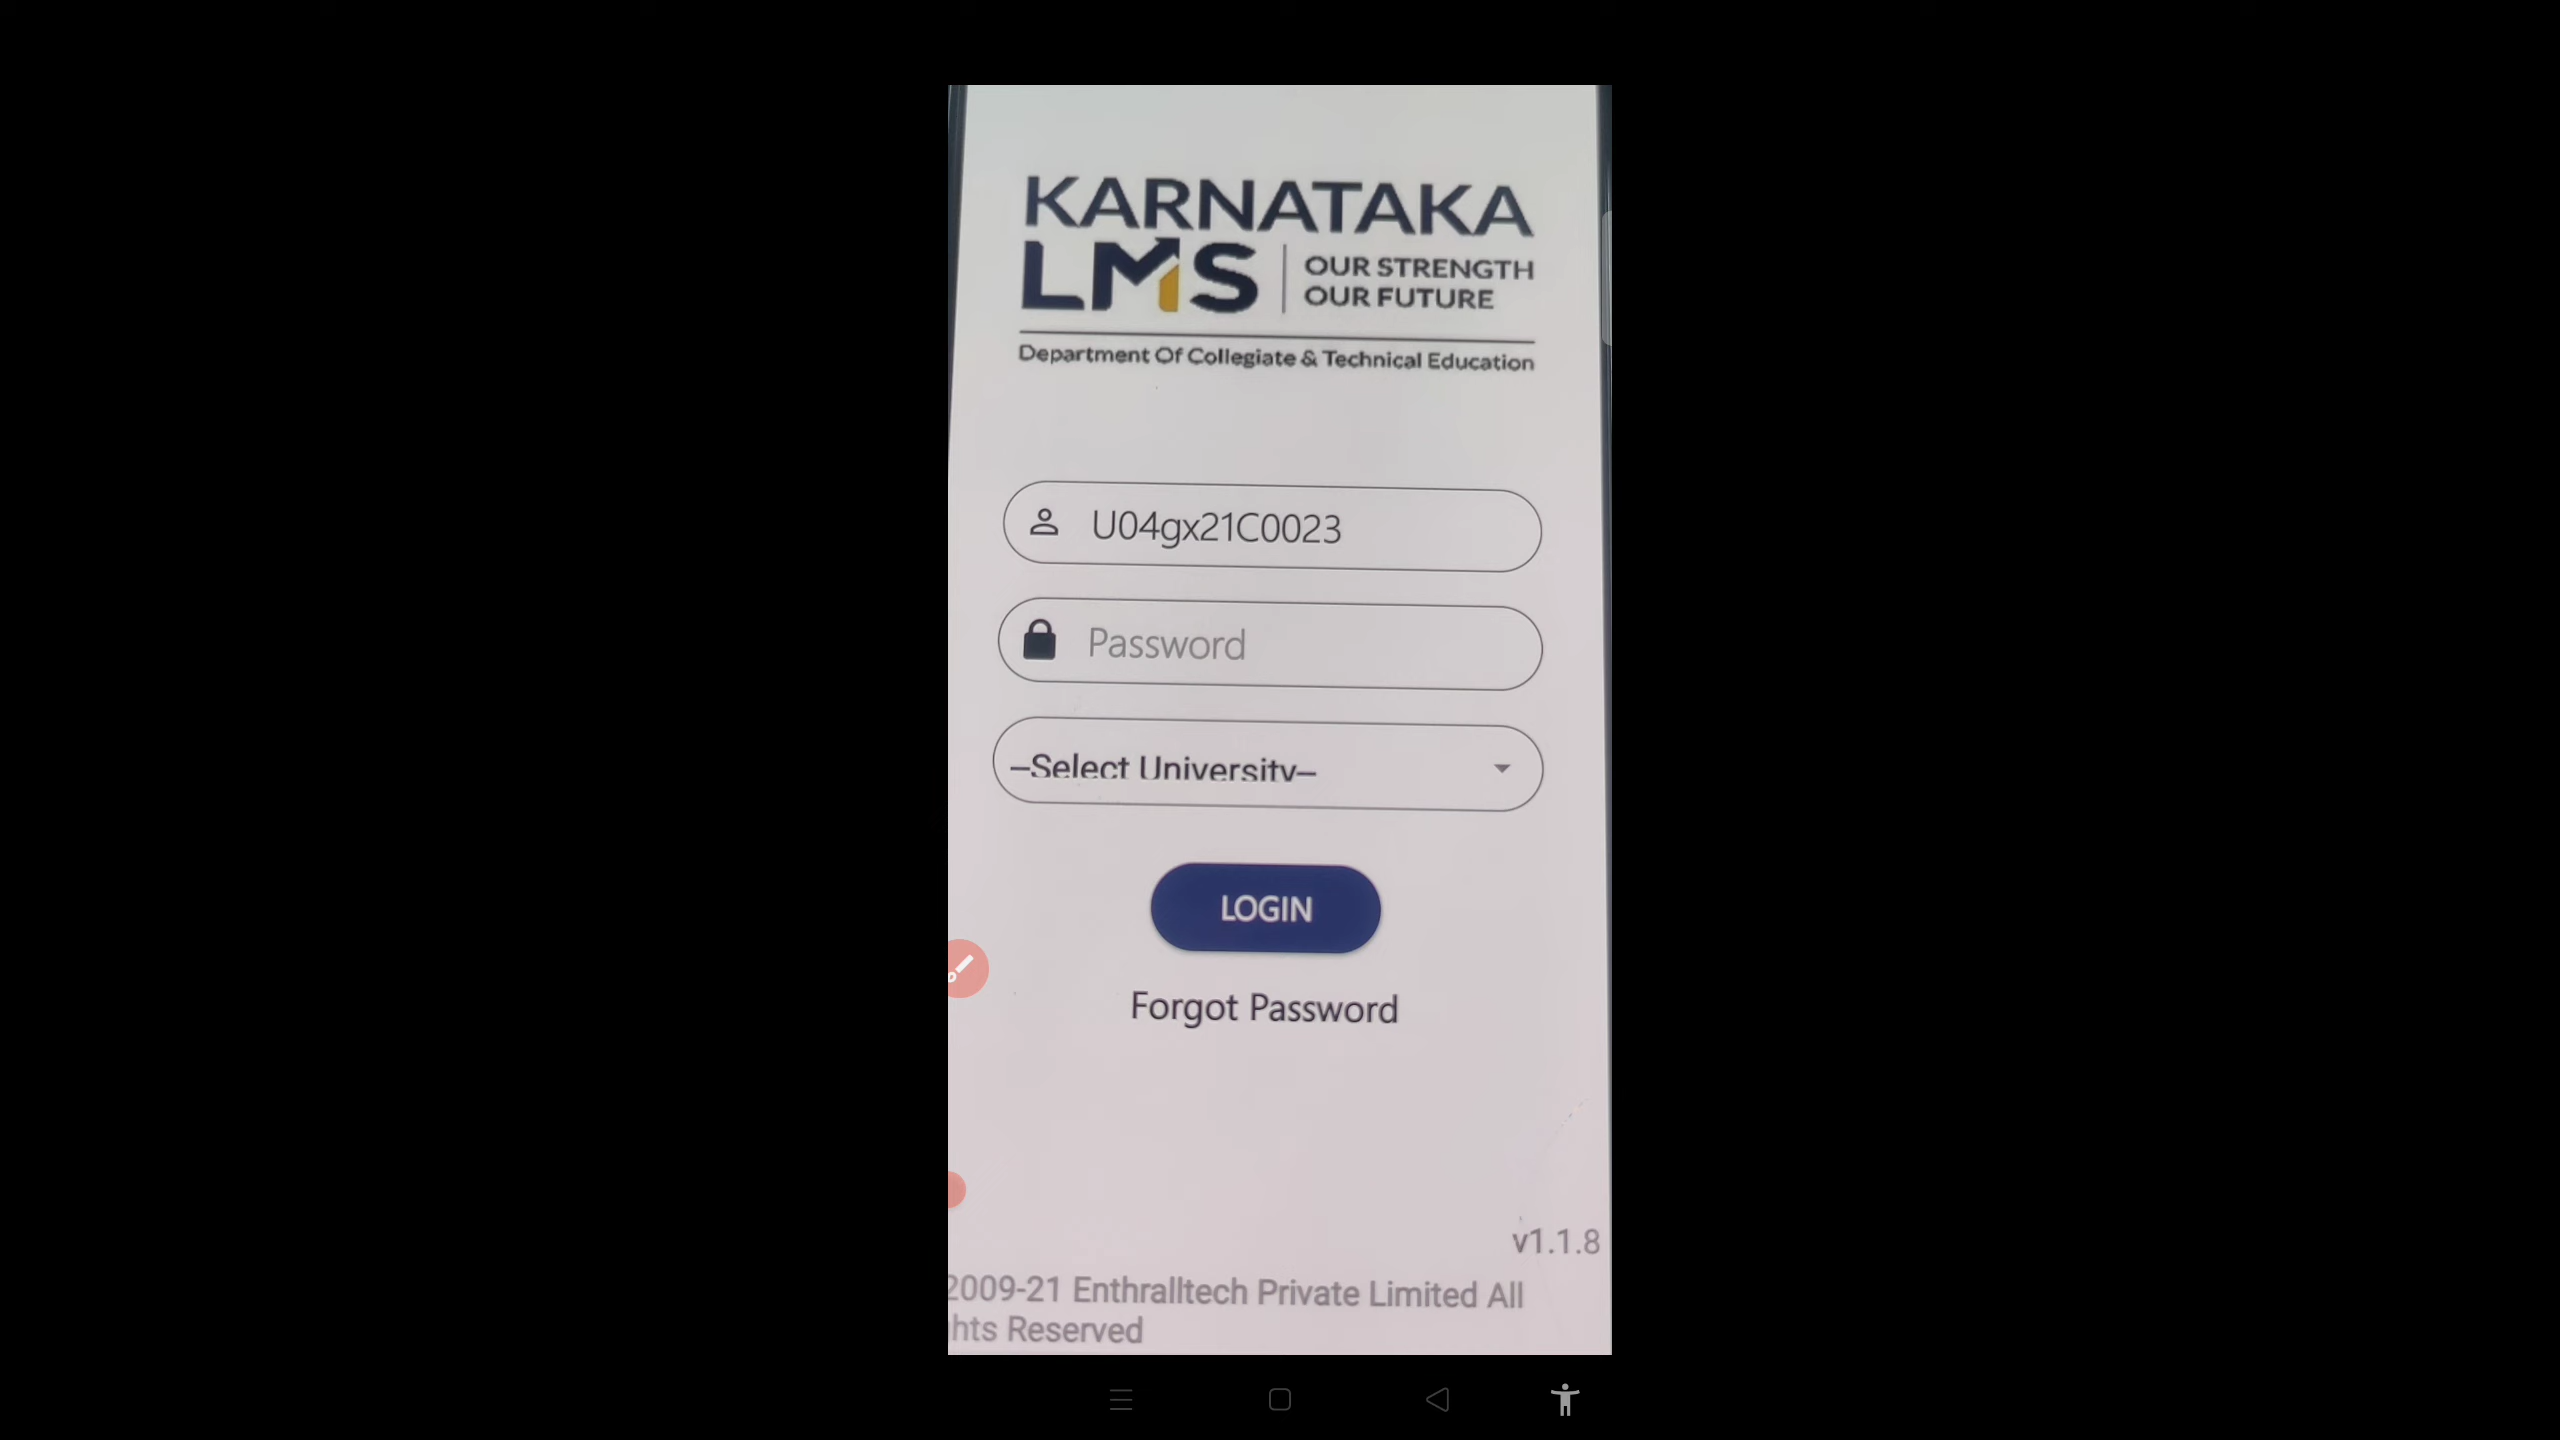 KARNATAKA
LMS
OUR STRENGTH
OUR FUTURE
Department Of Collegiate & Technical Education
U04gx21C0023
Password
--Select University--
LOGIN
Forgot Password
v1.1.8
2009-21 Enthralltech Private Limited All
hts Reserved